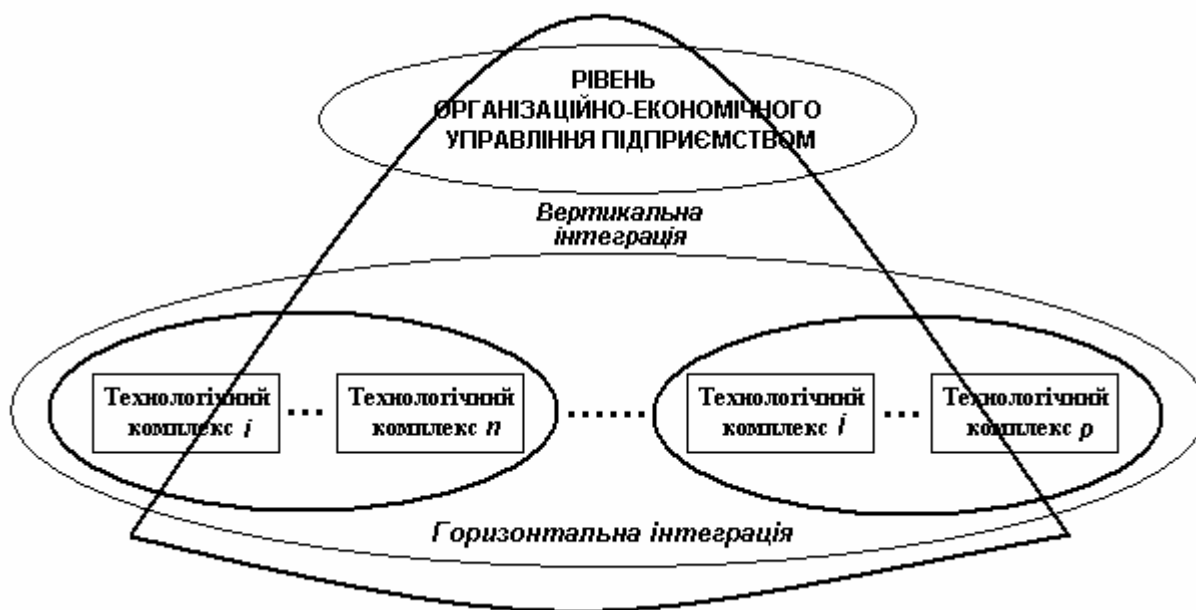 РІВЕНЬ
ОРГАНІЗАЦІЙНО-ЕКОНОМІЧНОГО
УПРАВЛІННЯ ПІДПРИЄМСТВОМ
Вертикальна
інтеграція
Технологічний
комплекс i
...
Технологічний
комплекс n
......
Технологічний
комплекс j
...
Технологічний
комплекс p
Горизонтальна інтеграція